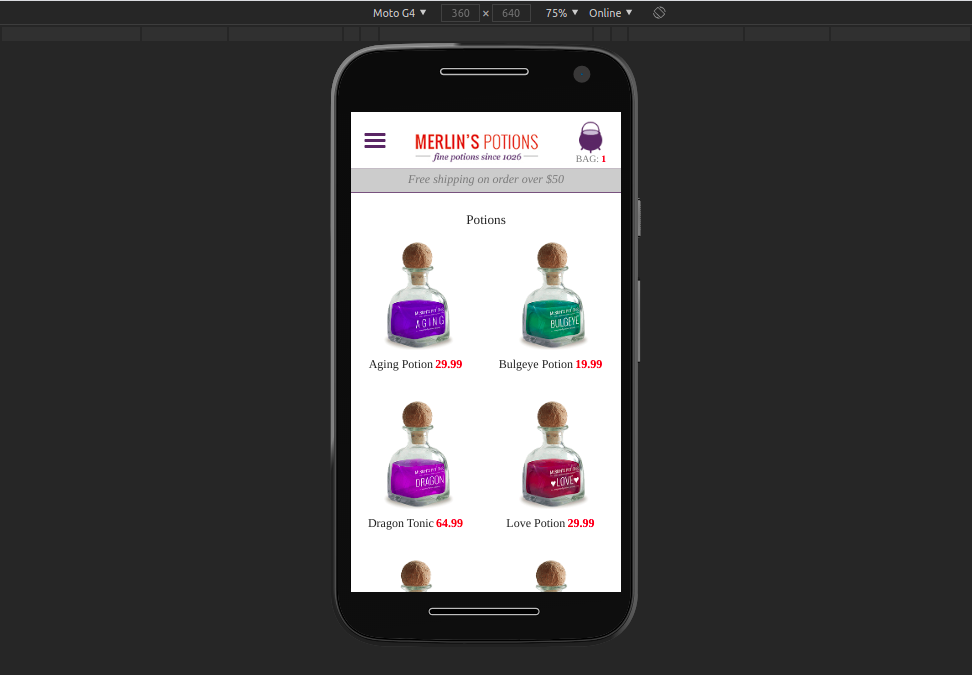 Moto G4 ▼ 360 × 640 75% ▼ Online ▼
MERLIN'S POTIONS
fine potions since 1026
BAG: 1
Free shipping on order over $50
Potions
AGING
BULGEYE
Aging Potion 29.99
Bulgeye Potion 19.99
DRAGON
♥LOVE♥
Dragon Tonic 64.99
Love Potion 29.99